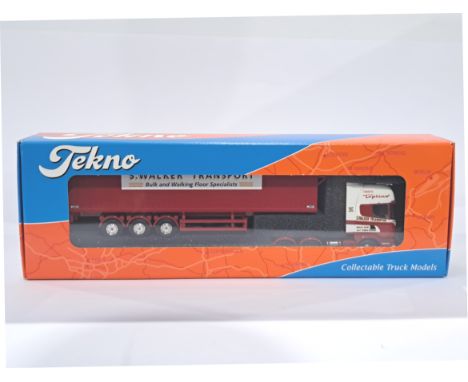 Tekno
S.WALKER TRANSPORT
Bulk and Walking Floor Specialists
Collectable Truck Models